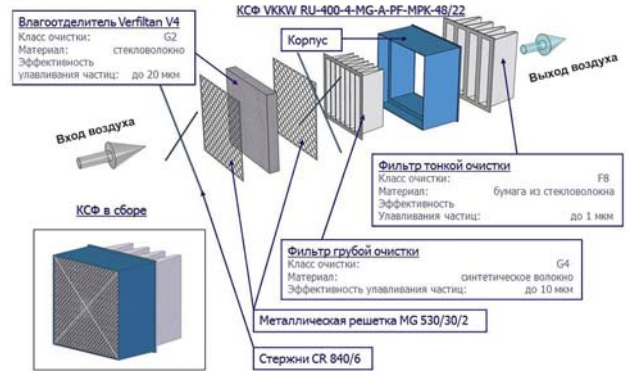 КСФ VKKW RU-400-4-MG-A-PF-MPK-48/22
Влагоотделитель Verfiltan V4
Класс очистки: G2
Материал: стекловолокно
Эффективность
улавливания частиц: до 20 мкм
Корпус
Выход воздуха
Вход воздуха
Фильтр тонкой очистки
Класс очистки: F8
Материал: бумага из стекловолокна
Эффективность
Улавливания частиц: до 1 мкм
КСФ в сборе
Фильтр грубой очистки
Класс очистки: G4
Материал: синтетическое волокно
Эффективность улавливания частиц: до 10 мкм
Металлическая решетка MG 530/30/2
Стержни CR 840/6